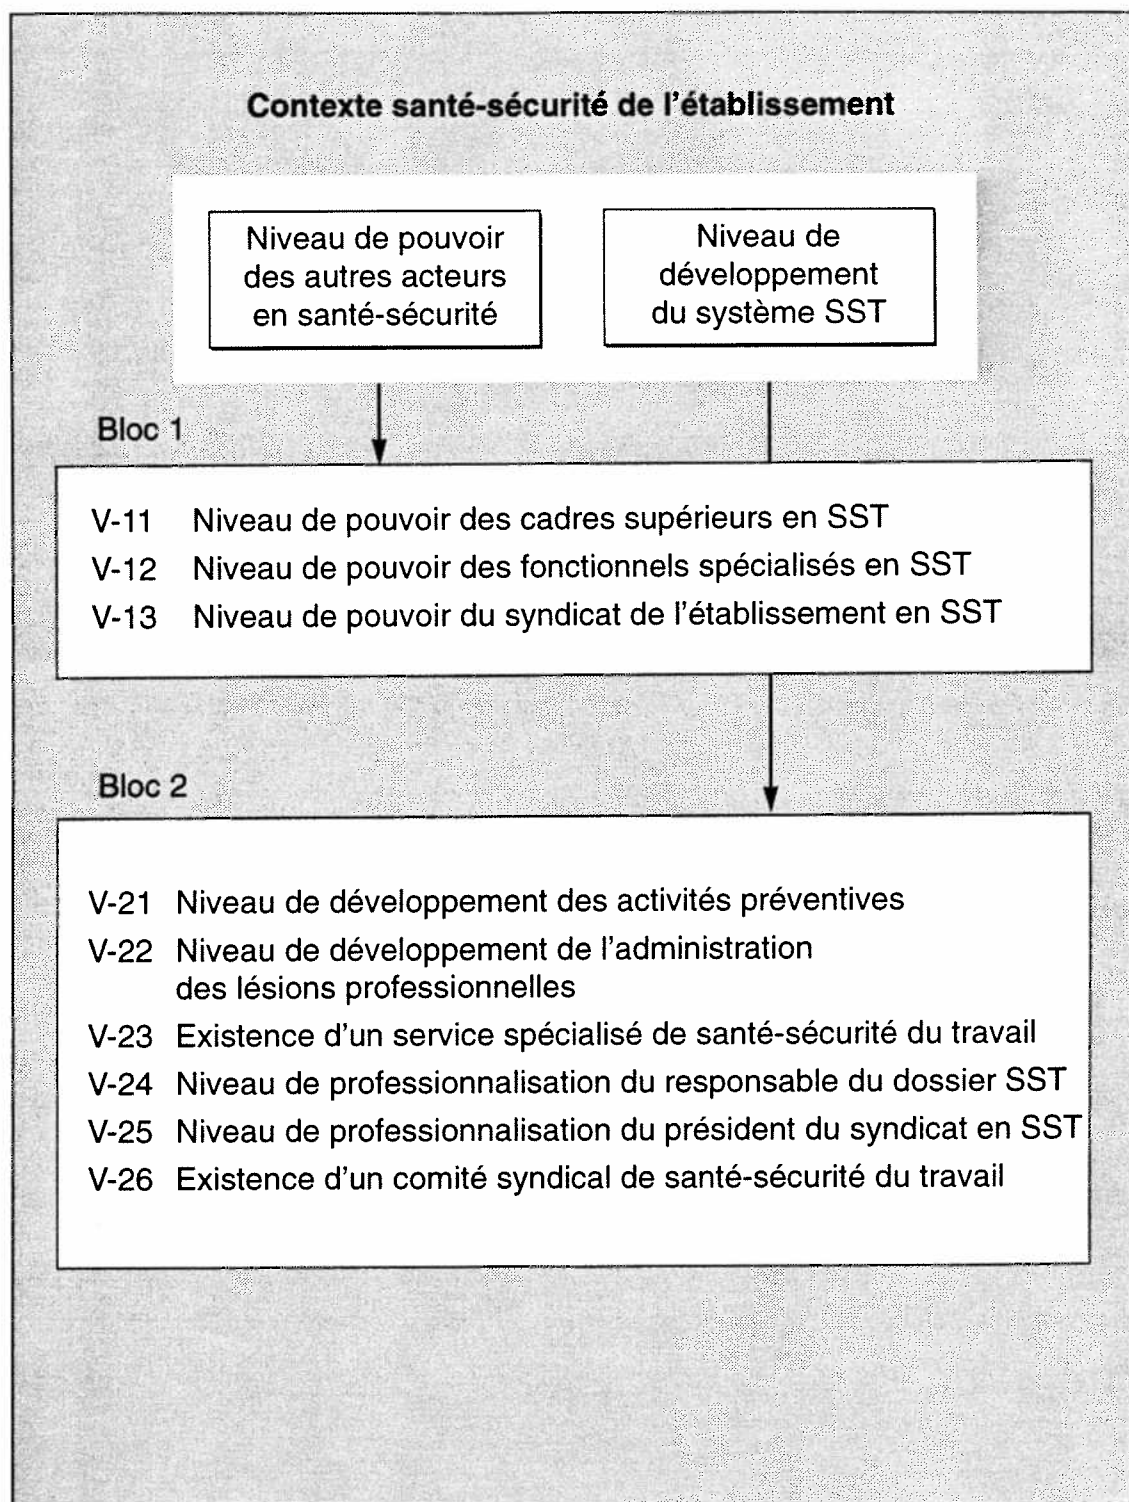 Contexte santé-sécurité de l'établissement
Niveau de pouvoir
des autres acteurs
en santé-sécurité
Niveau de
développement
du système SST
Bloc 1
V-11 Niveau de pouvoir des cadres supérieurs en SST
V-12 Niveau de pouvoir des fonctionnels spécialisés en SST
V-13 Niveau de pouvoir du syndicat de l'établissement en SST
Bloc 2
V-21 Niveau de développement des activités préventives
V-22 Niveau de développement de l'administration
des lésions professionnelles
V-23 Existence d'un service spécialisé de santé-sécurité du travail
V-24 Niveau de professionnalisation du responsable du dossier SST
V-25 Niveau de professionnalisation du président du syndicat en SST
V-26 Existence d'un comité syndical de santé-sécurité du travail